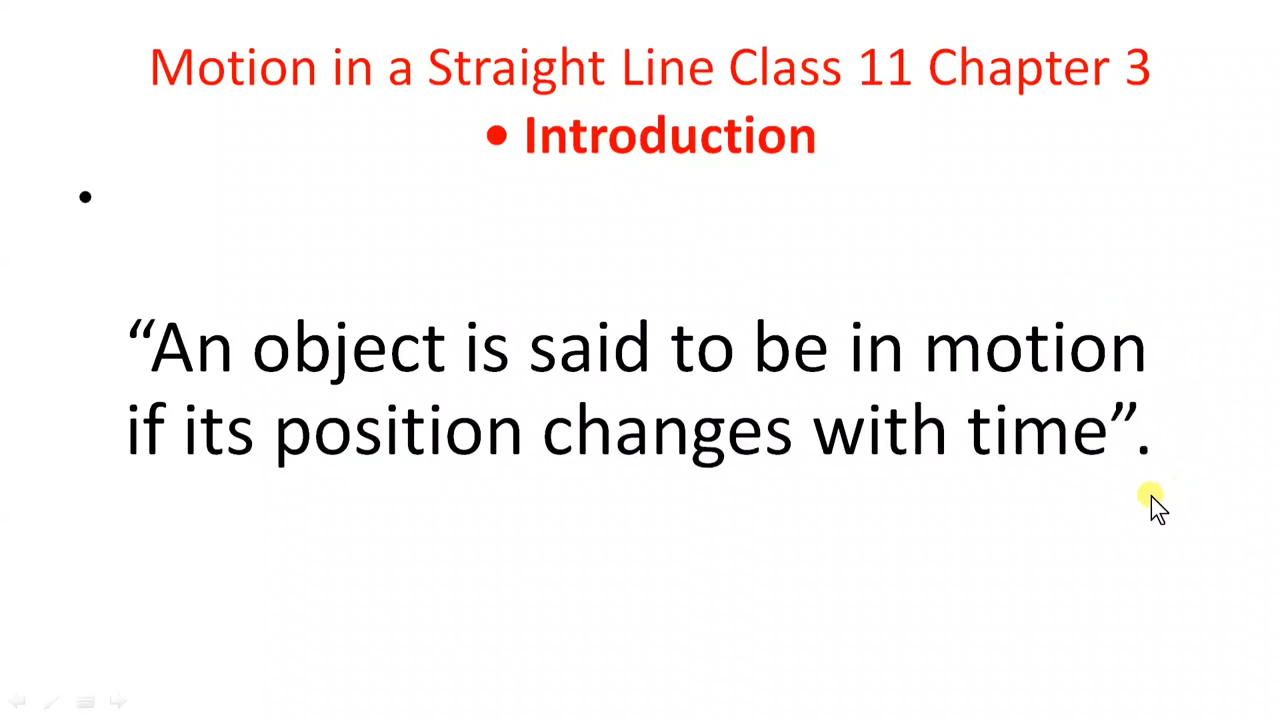 Motion in a Straight Line Class 11 Chapter 3
• Introduction
•
“An object is said to be in motion
if its position changes with time”.